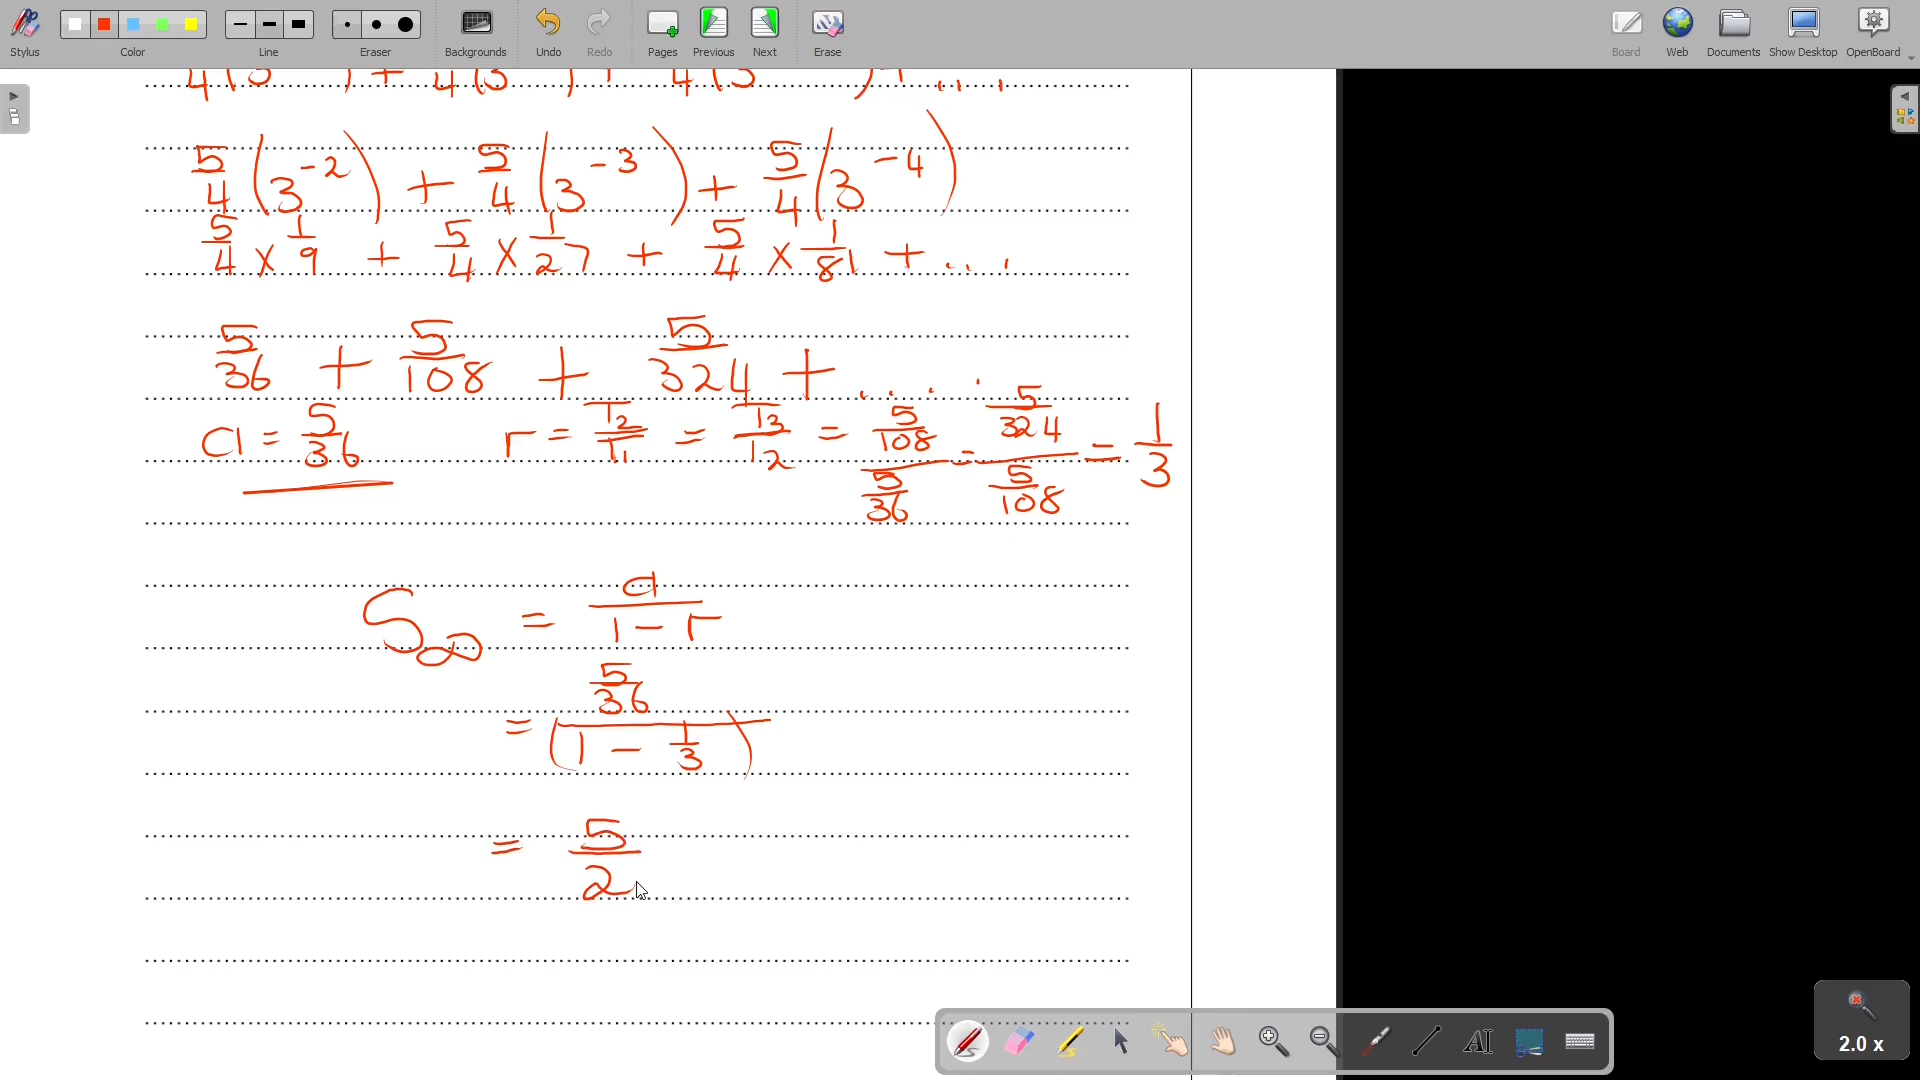 Stylus Color Line Eraser Backgrounds Undo Redo Pages Previous Next Erase Board Web Documents Show Desktop OpenBoard
5/4 (3^-2) + 5/4 (3^-3) + 5/4 (3^-4)
5/4 × 1/9 + 5/4 × 1/27 + 5/4 × 1/81 + ...
5/36 + 5/108 + 5/324 + .....
a = 5/36 r = T2/T1 = T3/T2 = (5/108)/(5/36) = (5/324)/(5/108) = 1/3
S∞ = a/(1 - r)
= (5/36)/(1 - 1/3)
= 5/2
2.0 x